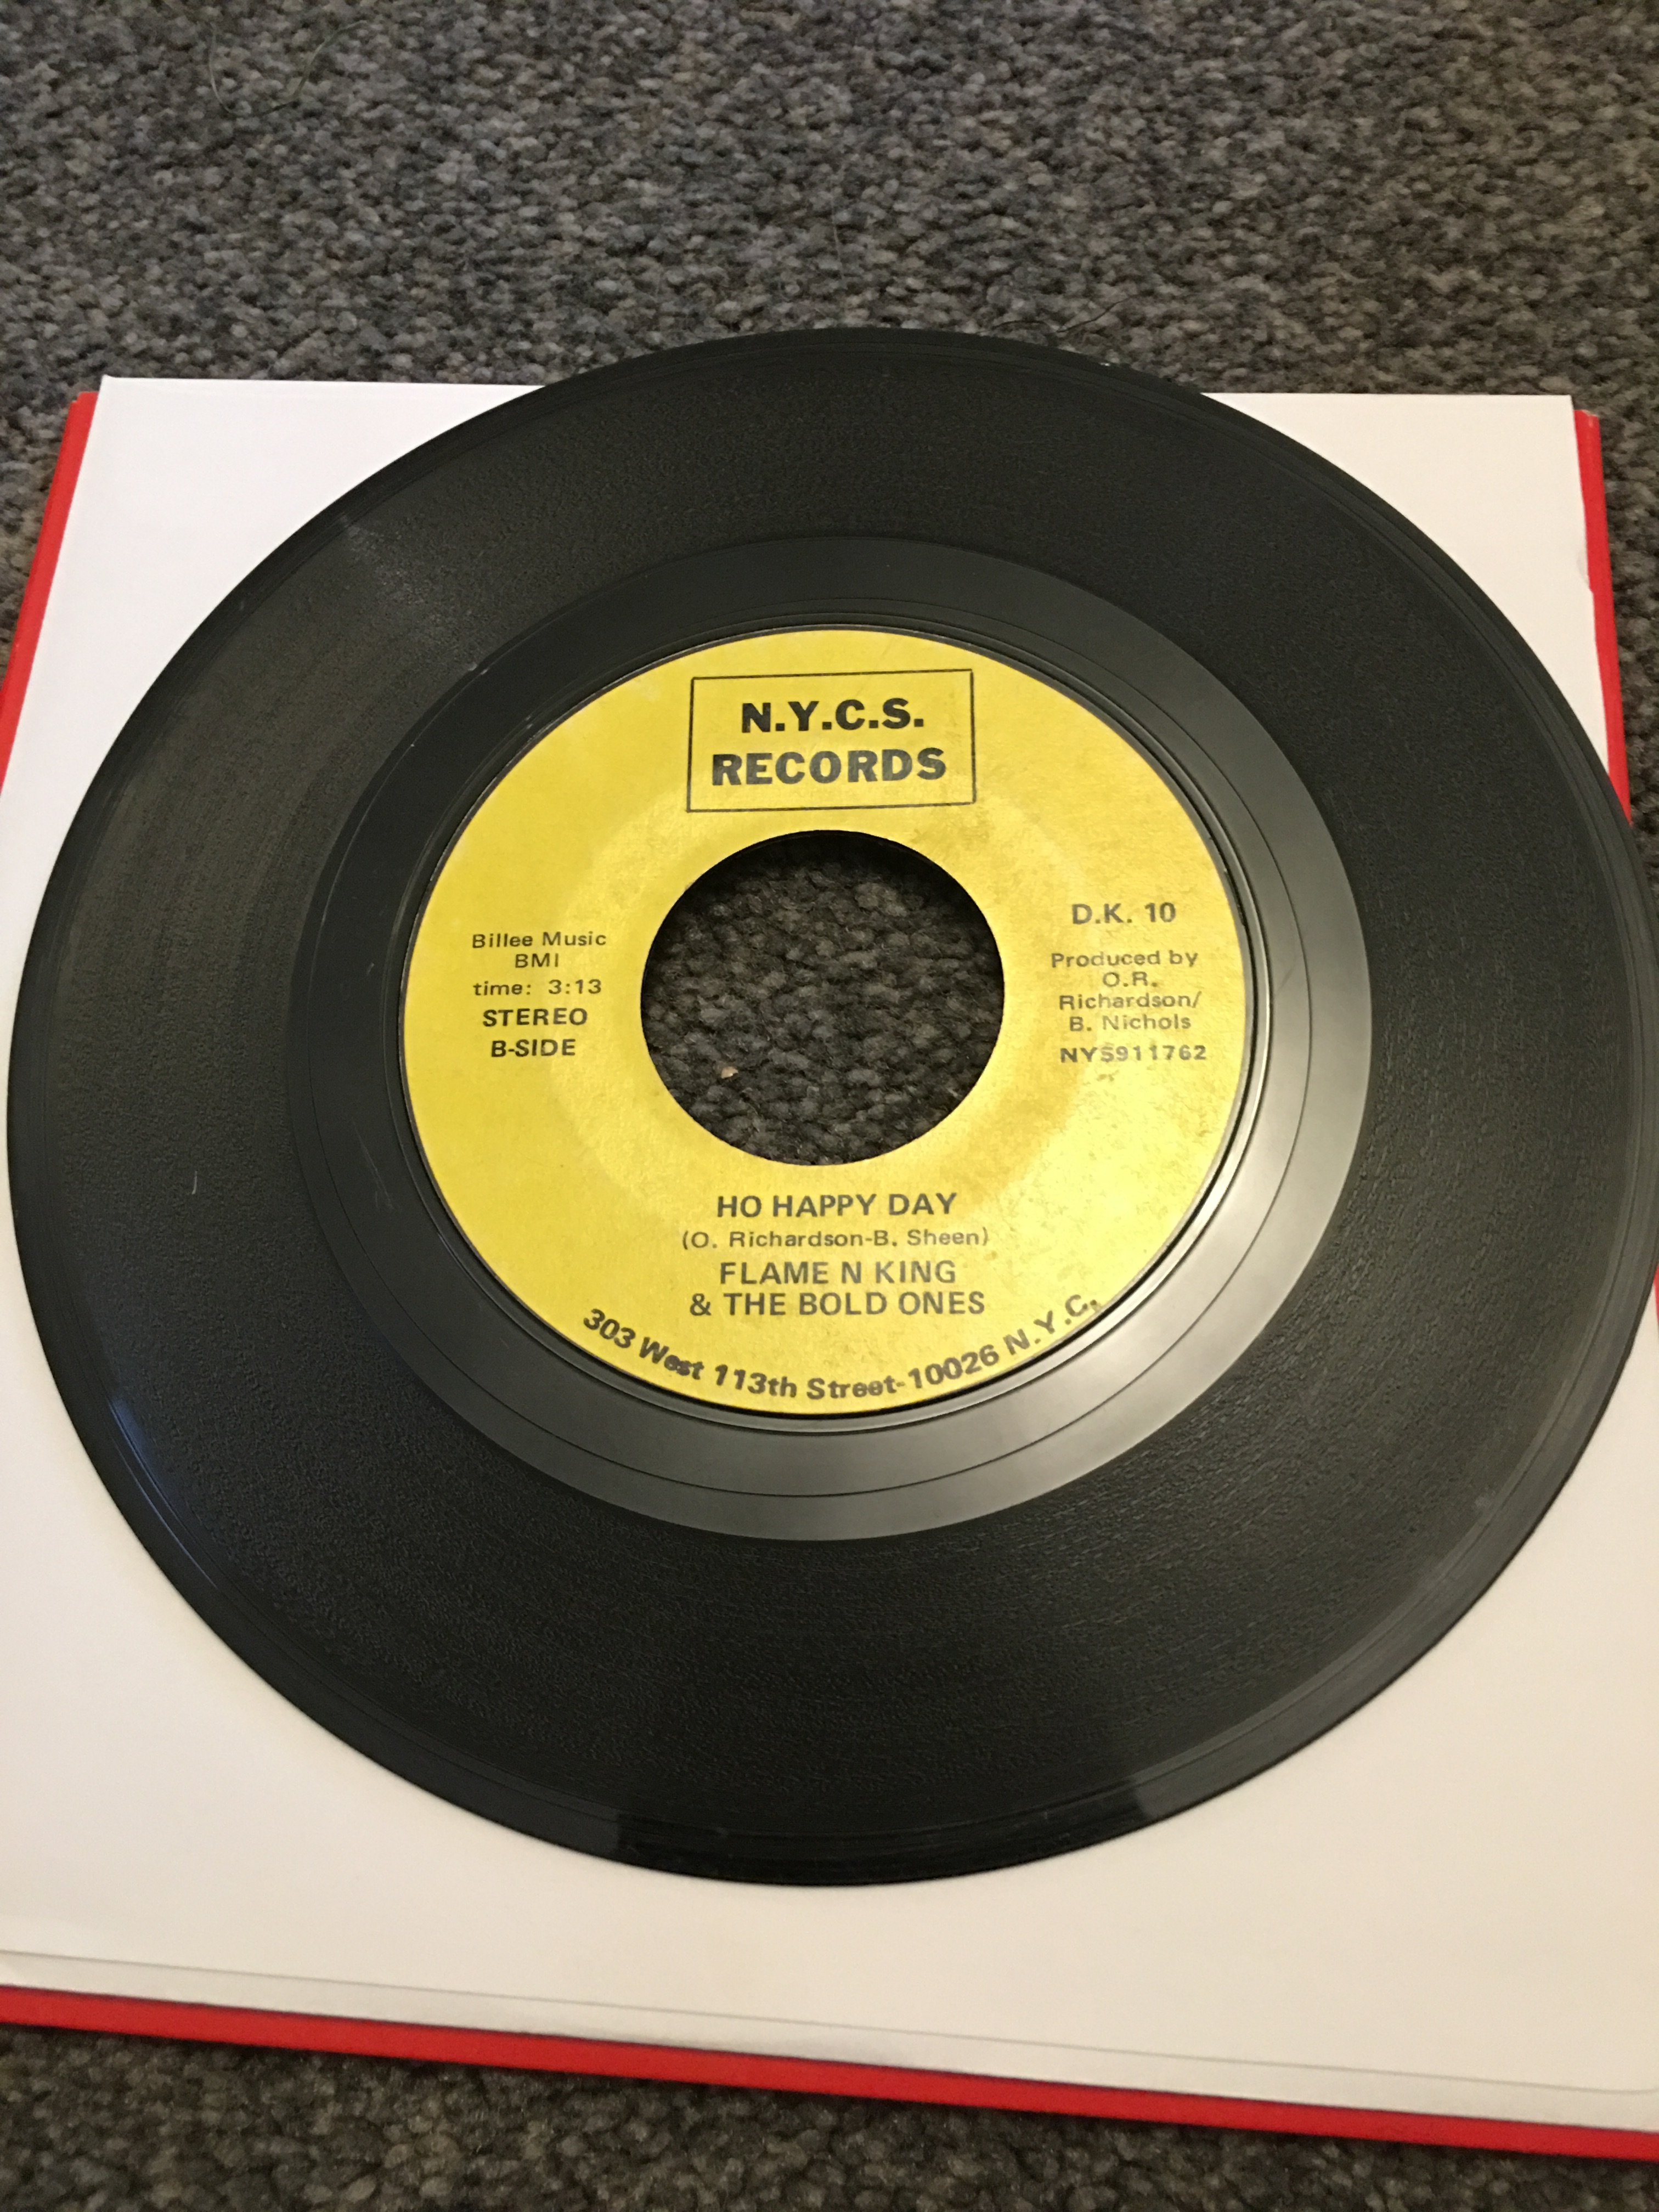 N.Y.C.S.
RECORDS
Billee Music
BMI
time: 3:13
STEREO
B-SIDE
D.K. 10
Produced by
O.R.
Richardson/
B. Nichols
NYS911762
HO HAPPY DAY
(O. Richardson-B. Sheen)
FLAME N KING
& THE BOLD ONES
303 West 113th Street-10026 N.Y.C.